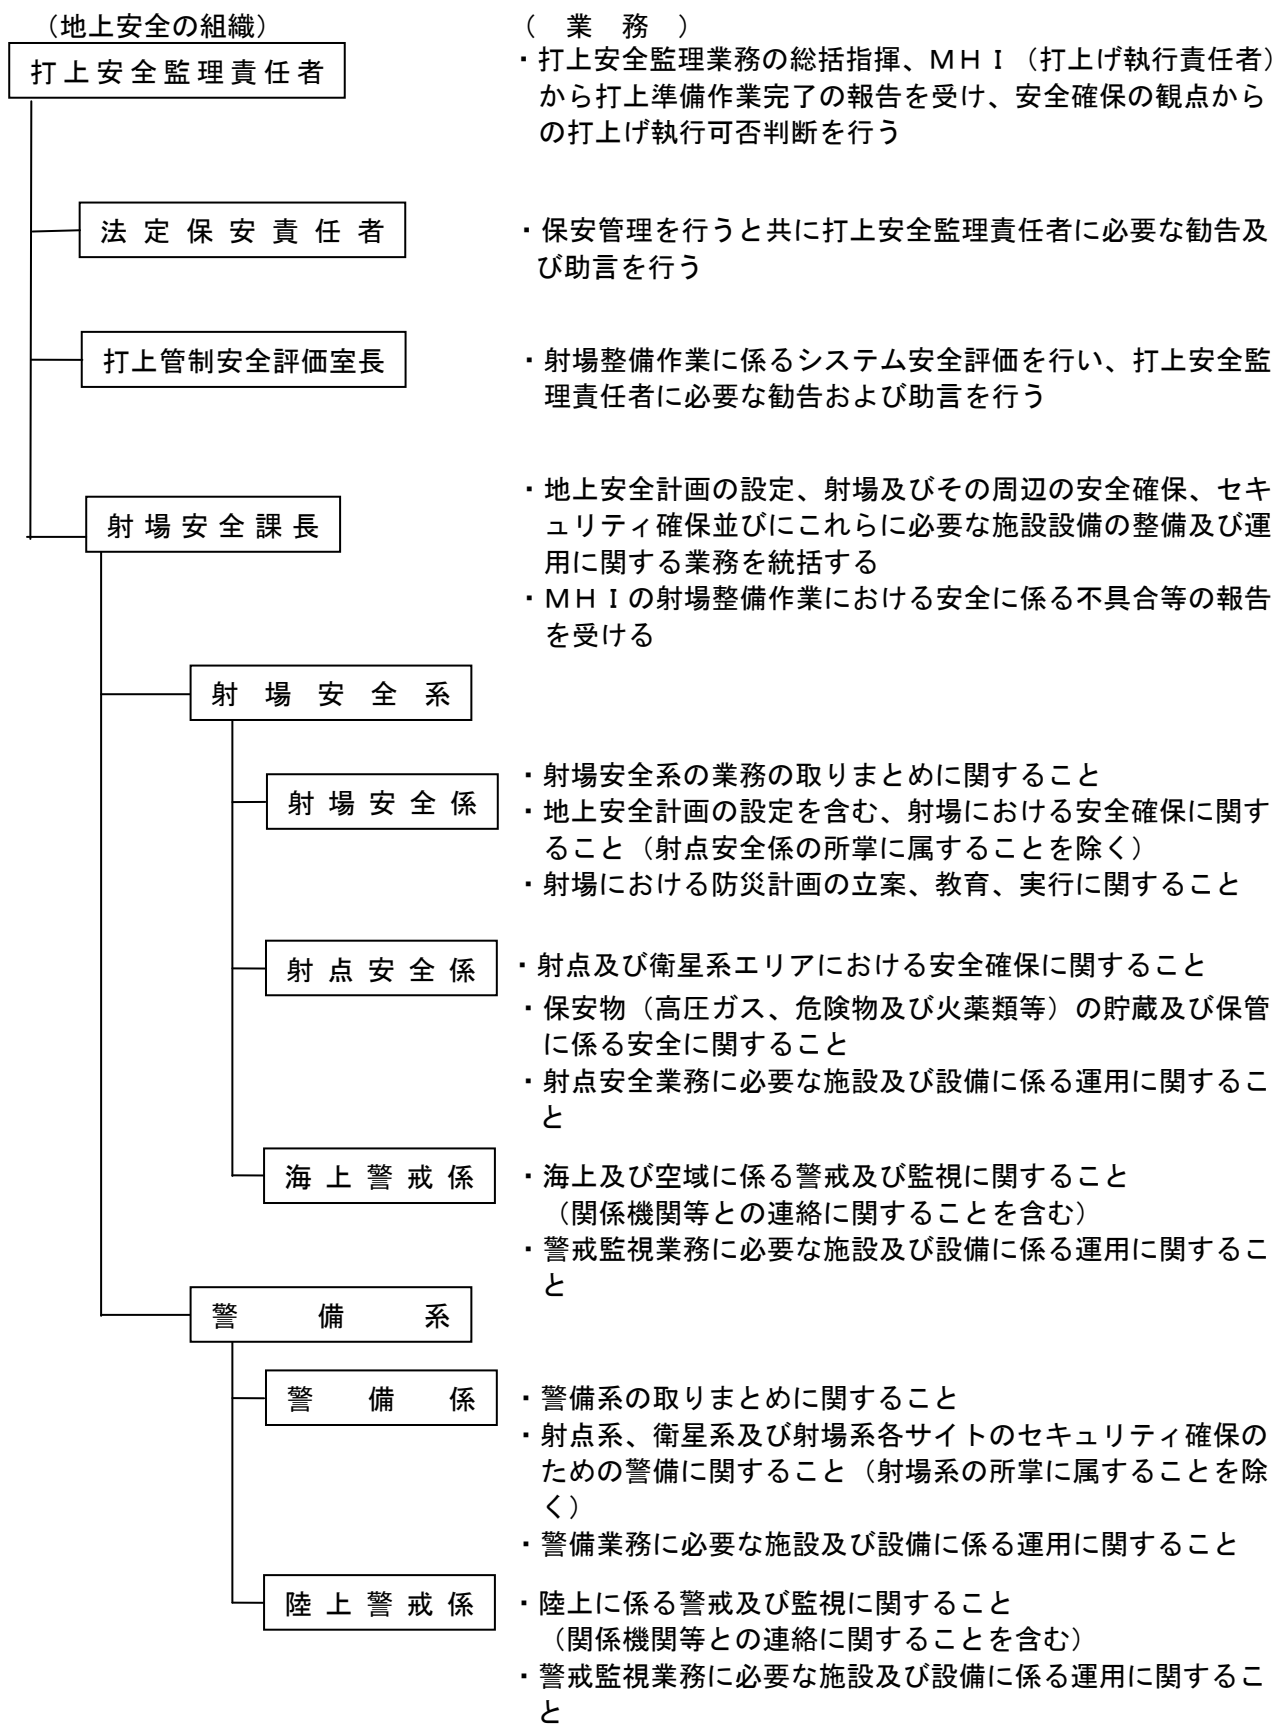 （地上安全の組織）
（　業　務　）
打上安全監理責任者
・打上安全監理業務の総括指揮、ＭＨＩ（打上げ執行責任者）
から打上準備作業完了の報告を受け、安全確保の観点から
の打上げ執行可否判断を行う
法定保安責任者
・保安管理を行うと共に打上安全監理責任者に必要な勧告及
び助言を行う
打上管制安全評価室長
・射場整備作業に係るシステム安全評価を行い、打上安全監
理責任者に必要な勧告および助言を行う
射場安全課長
・地上安全計画の設定、射場及びその周辺の安全確保、セキ
ュリティ確保並びにこれらに必要な施設設備の整備及び運
用に関する業務を統括する
・ＭＨＩの射場整備作業における安全に係る不具合等の報告
を受ける
射場安全系
射場安全係
・射場安全系の業務の取りまとめに関すること
・地上安全計画の設定を含む、射場における安全確保に関す
ること（射点安全係の所掌に属することを除く）
・射場における防災計画の立案、教育、実行に関すること
射点安全係
・射点及び衛星系エリアにおける安全確保に関すること
・保安物（高圧ガス、危険物及び火薬類等）の貯蔵及び保管
に係る安全に関すること
・射点安全業務に必要な施設及び設備に係る運用に関するこ
と
海上警戒係
・海上及び空域に係る警戒及び監視に関すること
（関係機関等との連絡に関することを含む）
・警戒監視業務に必要な施設及び設備に係る運用に関するこ
と
警備系
警備係
・警備系の取りまとめに関すること
・射点系、衛星系及び射場系各サイトのセキュリティ確保の
ための警備に関すること（射場系の所掌に属することを除
く）
・警備業務に必要な施設及び設備に係る運用に関すること
陸上警戒係
・陸上に係る警戒及び監視に関すること
（関係機関等との連絡に関することを含む）
・警戒監視業務に必要な施設及び設備に係る運用に関するこ
と